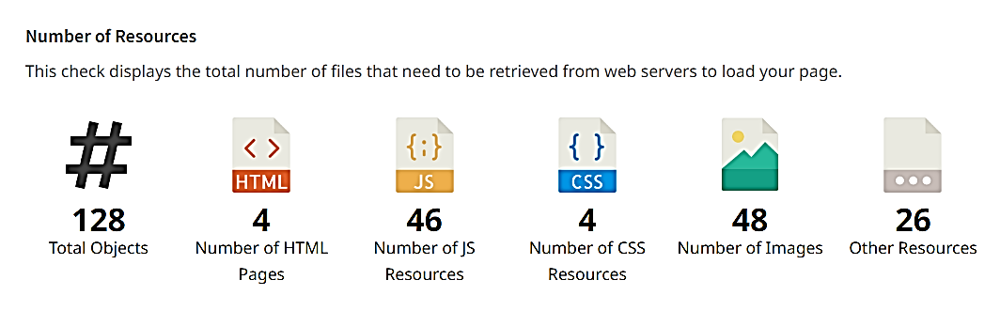 Number of Resources
This check displays the total number of files that need to be retrieved from web servers to load your page.
#
< >
HTML
{;}
JS
{ }
CSS
128
Total Objects
4
Number of HTML
Pages
46
Number of JS
Resources
4
Number of CSS
Resources
48
Number of Images
26
Other Resources